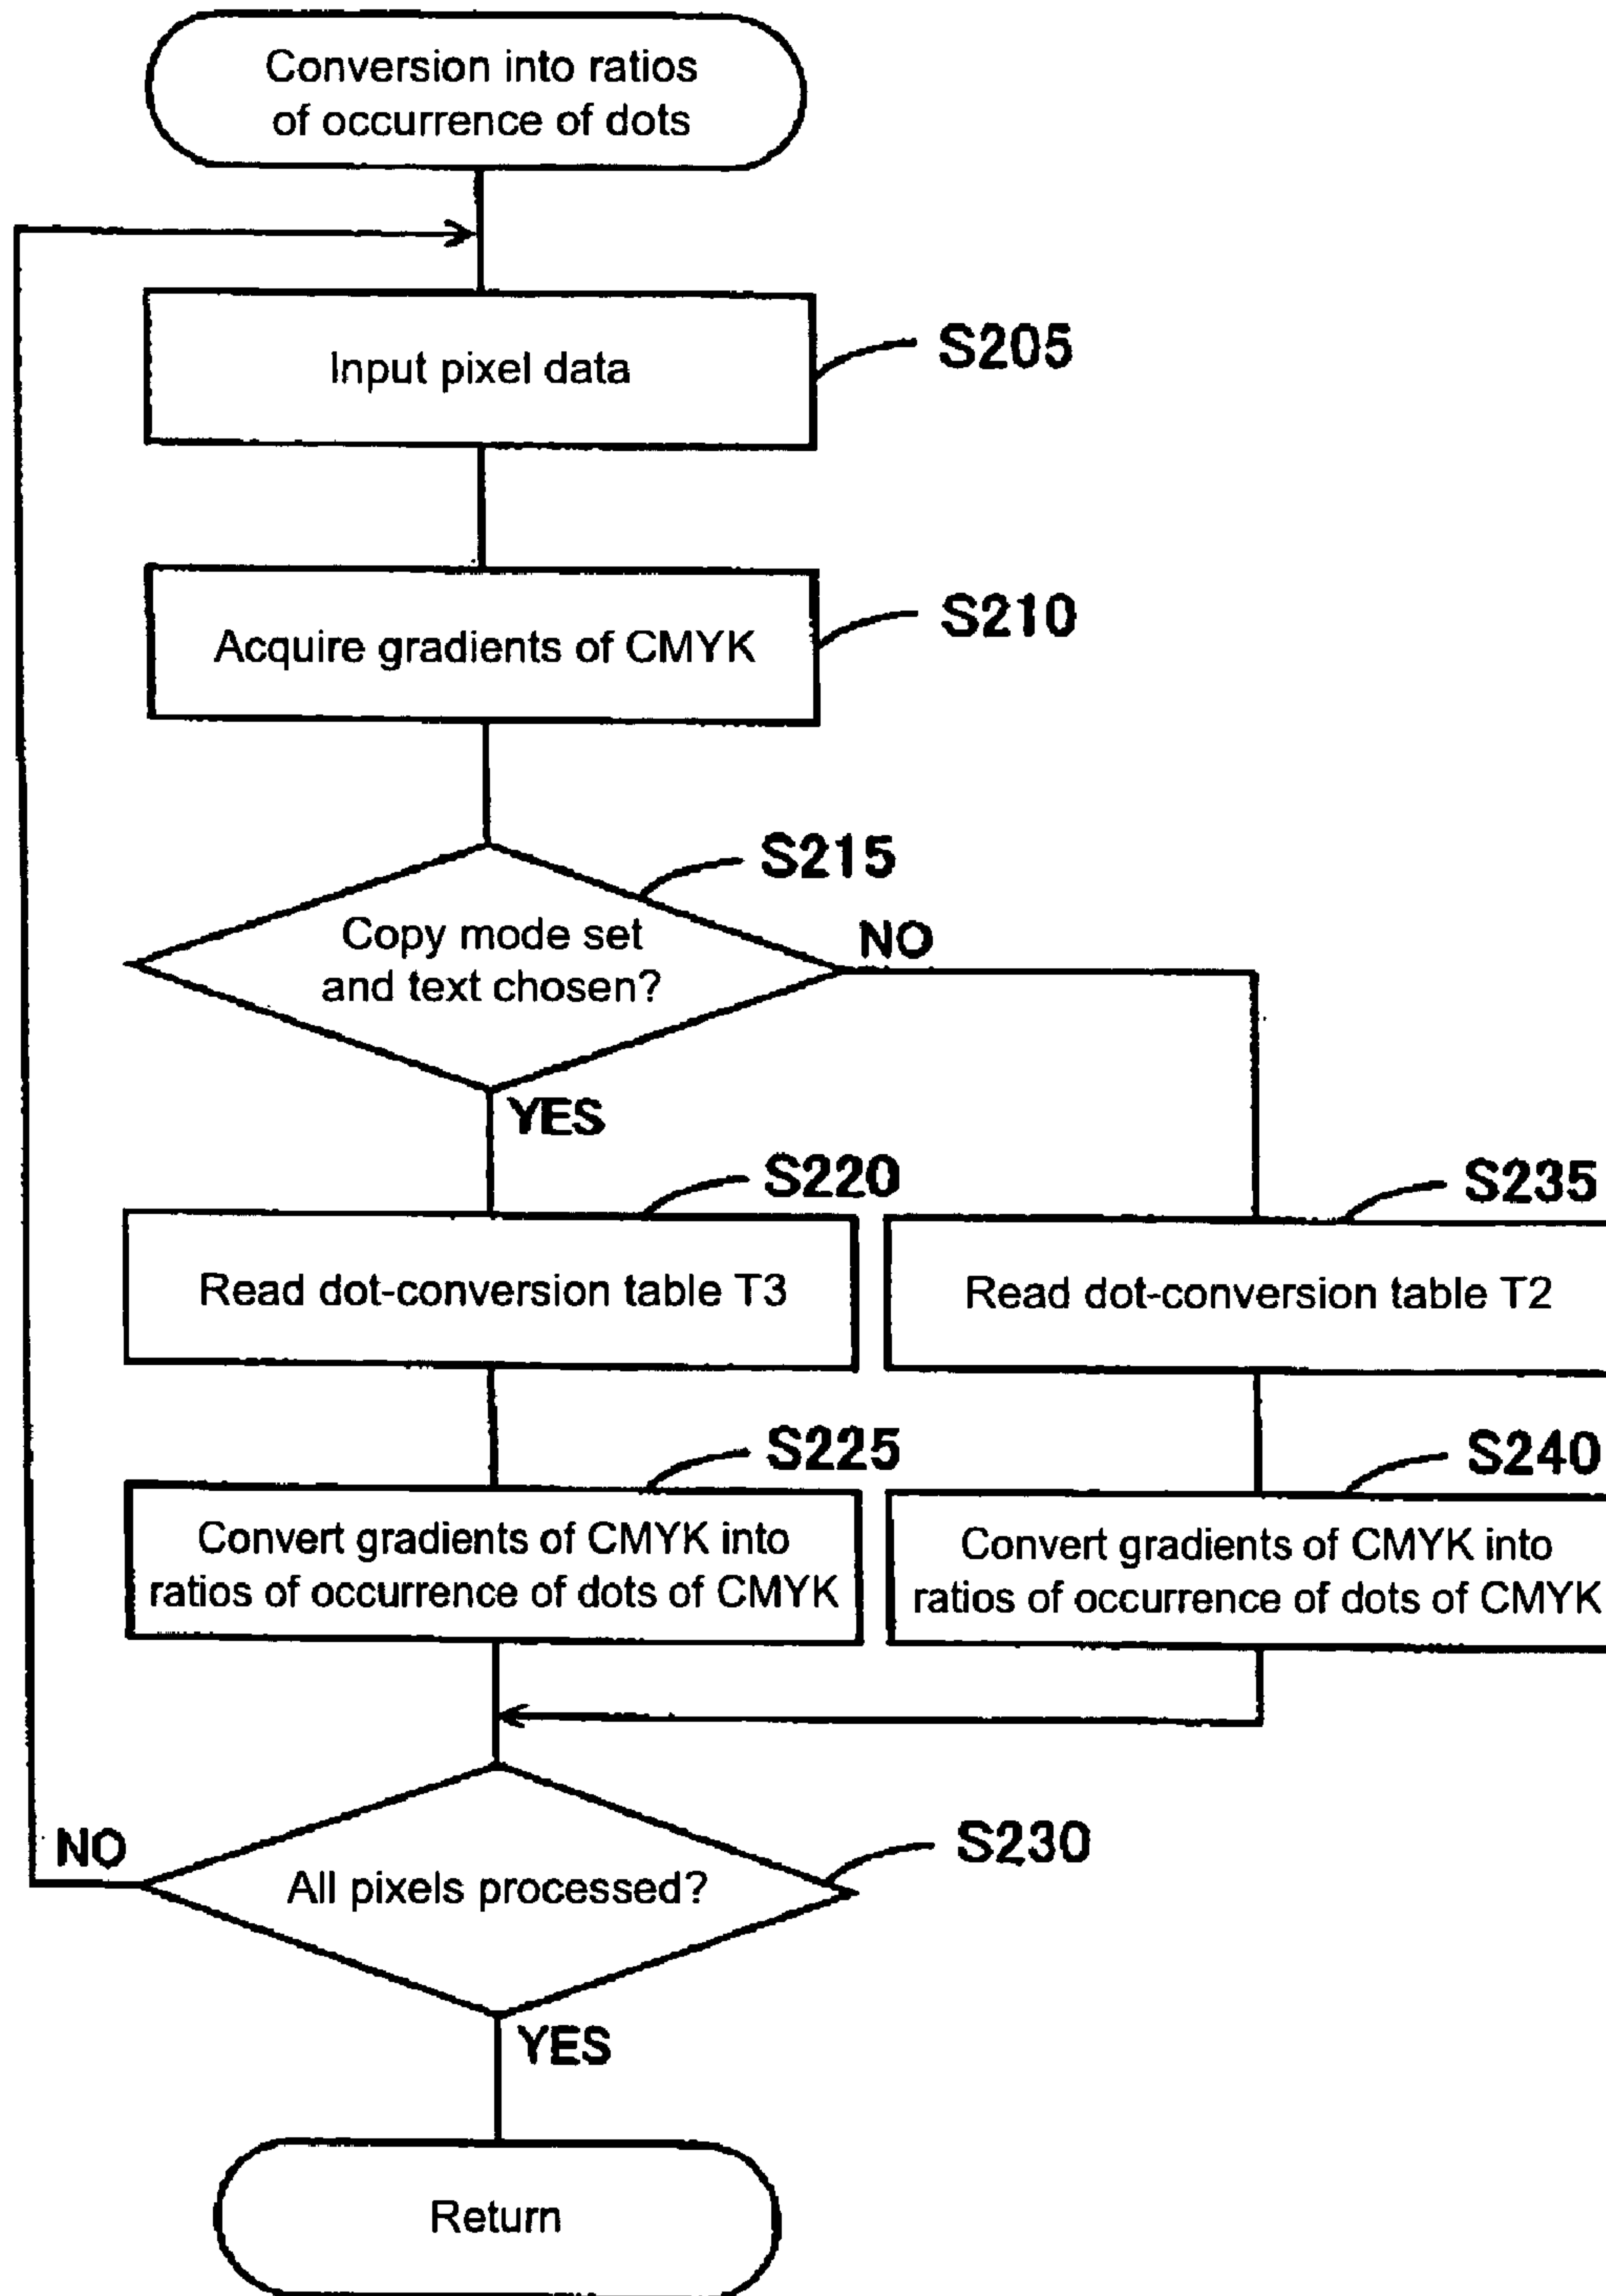 Conversion into ratios
of occurrence of dots
Input pixel data
S205
Acquire gradients of CMYK
S210
S215
Copy mode set
and text chosen?
NO
YES
S220
S235
Read dot-conversion table T3
Read dot-conversion table T2
S225
S240
Convert gradients of CMYK into
ratios of occurrence of dots of CMYK
Convert gradients of CMYK into
ratios of occurrence of dots of CMYK
NO
All pixels processed?
S230
YES
Return